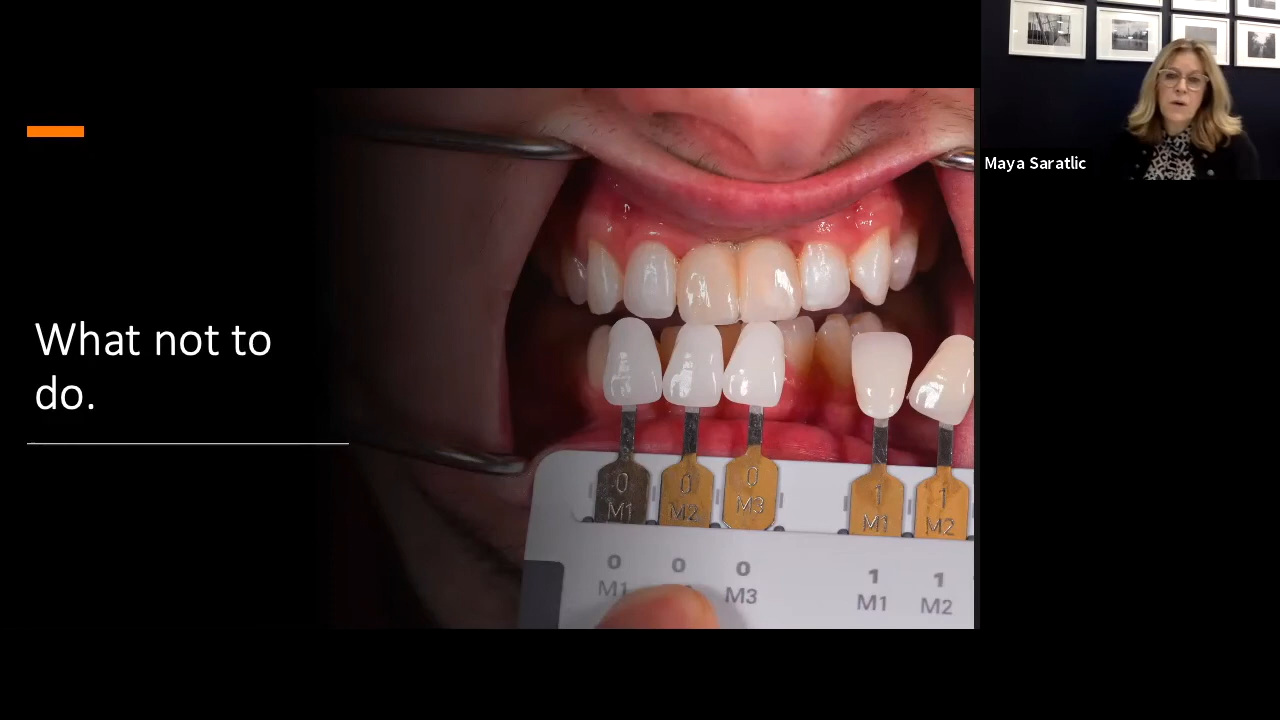 What not to
do.
Maya Saratlic
0 0 0 1 1
M1 M2 M3 M1 M2
0 0 0 1 1
M1 M3 M1 M2